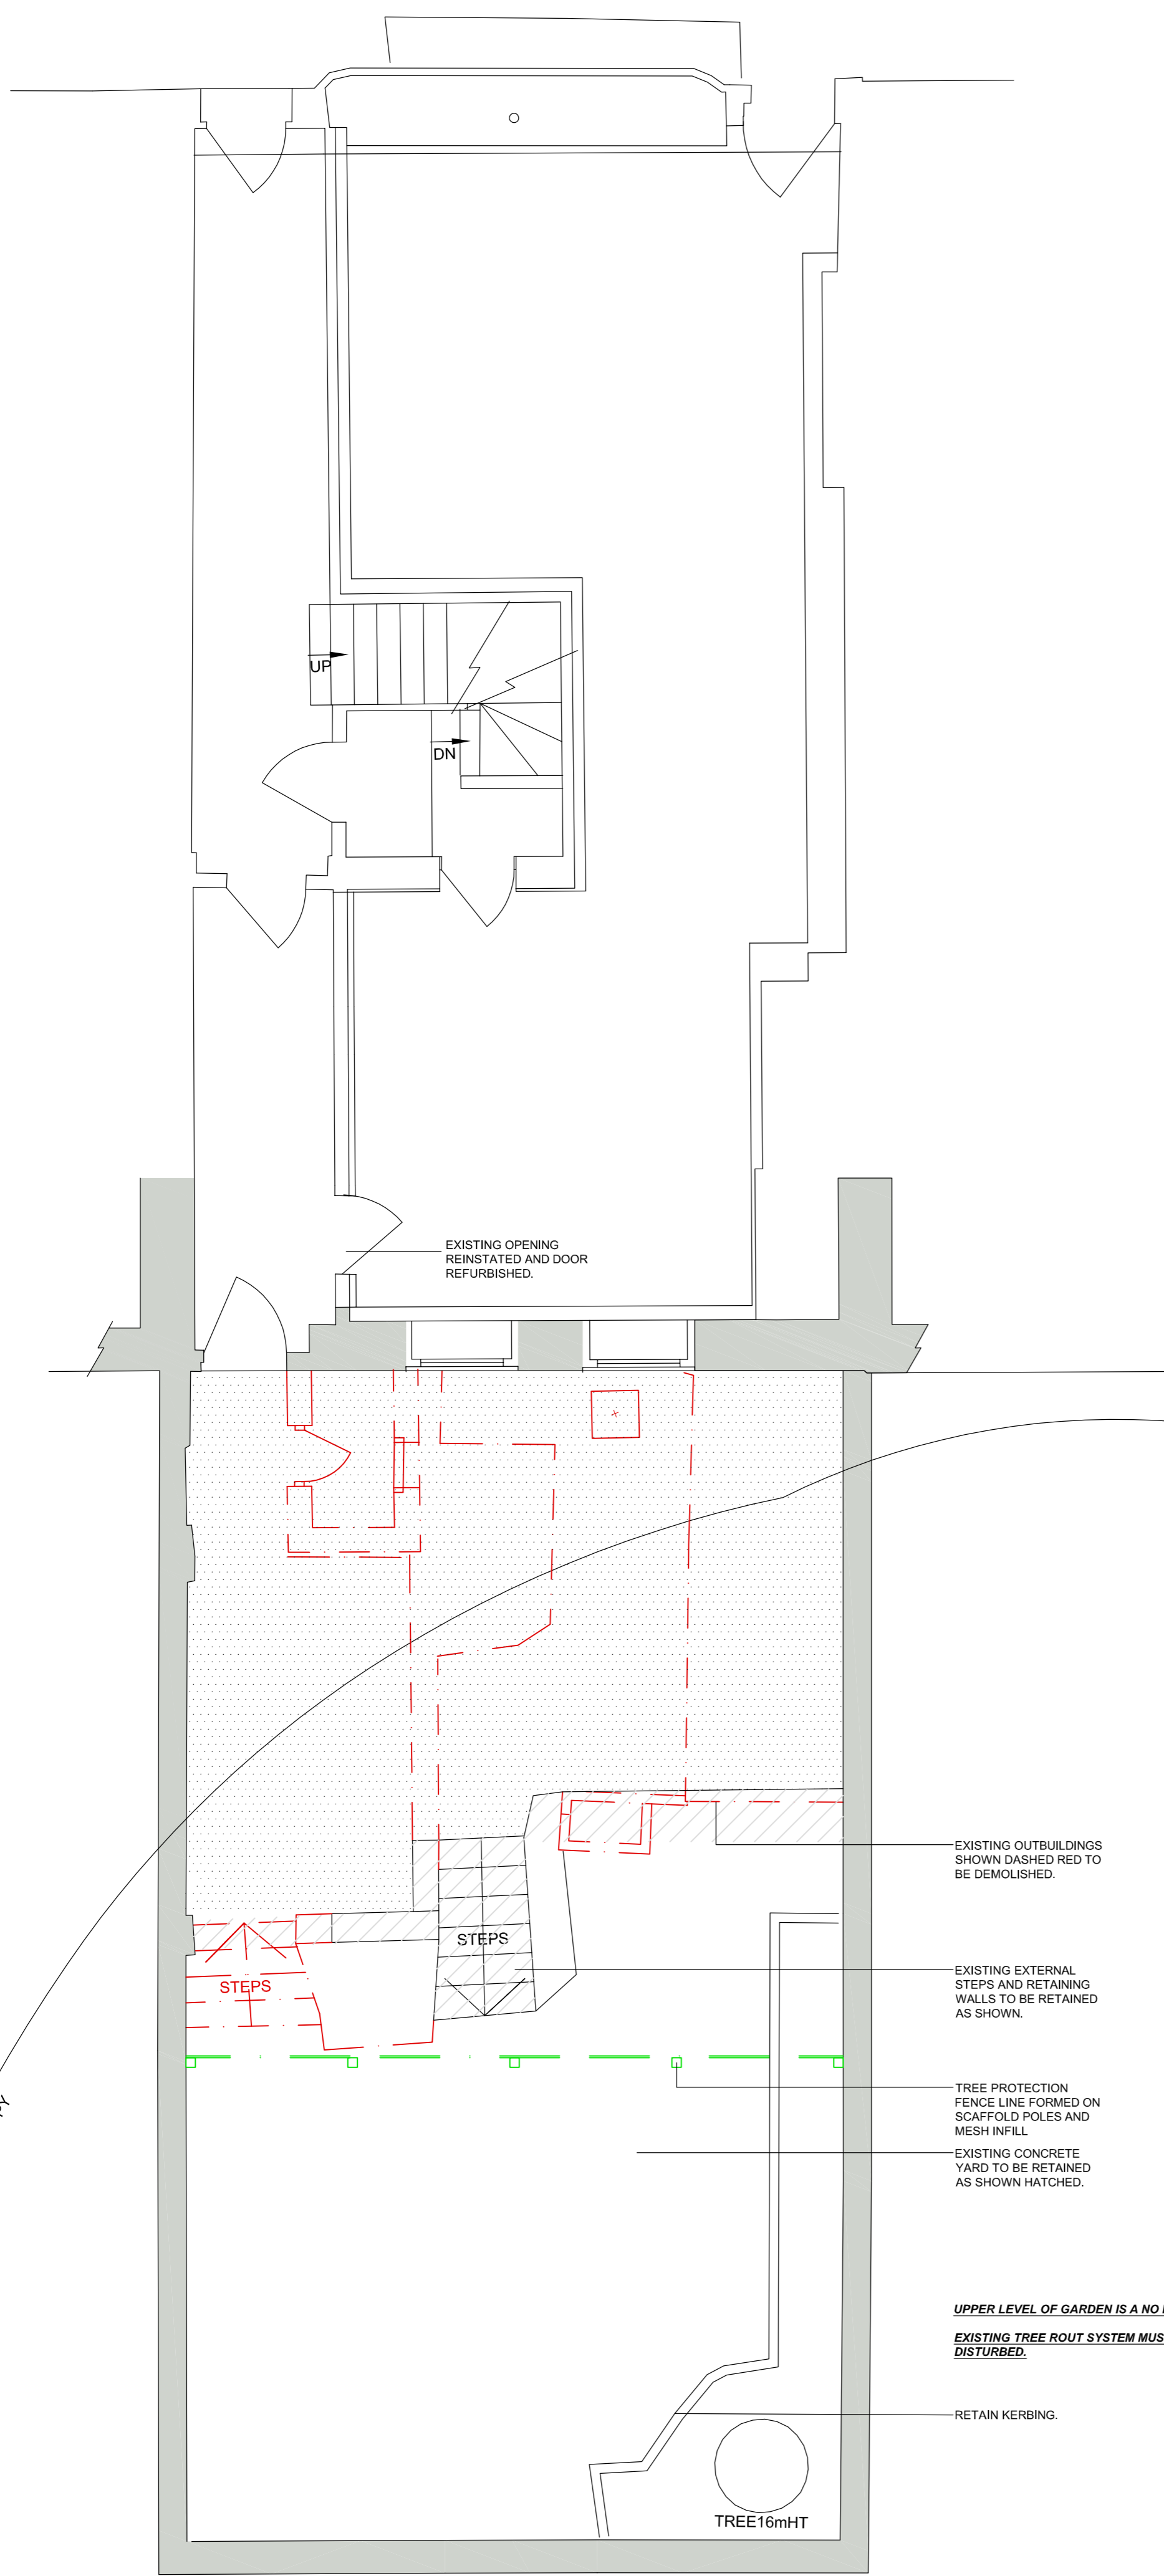 UP
DN
EXISTING OPENING
REINSTATED AND DOOR
REFURBISHED.
EXISTING OUTBUILDINGS
SHOWN DASHED RED TO
BE DEMOLISHED.
STEPS
STEPS
EXISTING EXTERNAL
STEPS AND RETAINING
WALLS TO BE RETAINED
AS SHOWN.
TREE PROTECTION
FENCE LINE FORMED ON
SCAFFOLD POLES AND
MESH INFILL
EXISTING CONCRETE
YARD TO BE RETAINED
AS SHOWN HATCHED.
UPPER LEVEL OF GARDEN IS A NO
EXISTING TREE ROUT SYSTEM MUS
DISTURBED.
RETAIN KERBING.
TREE16mHT